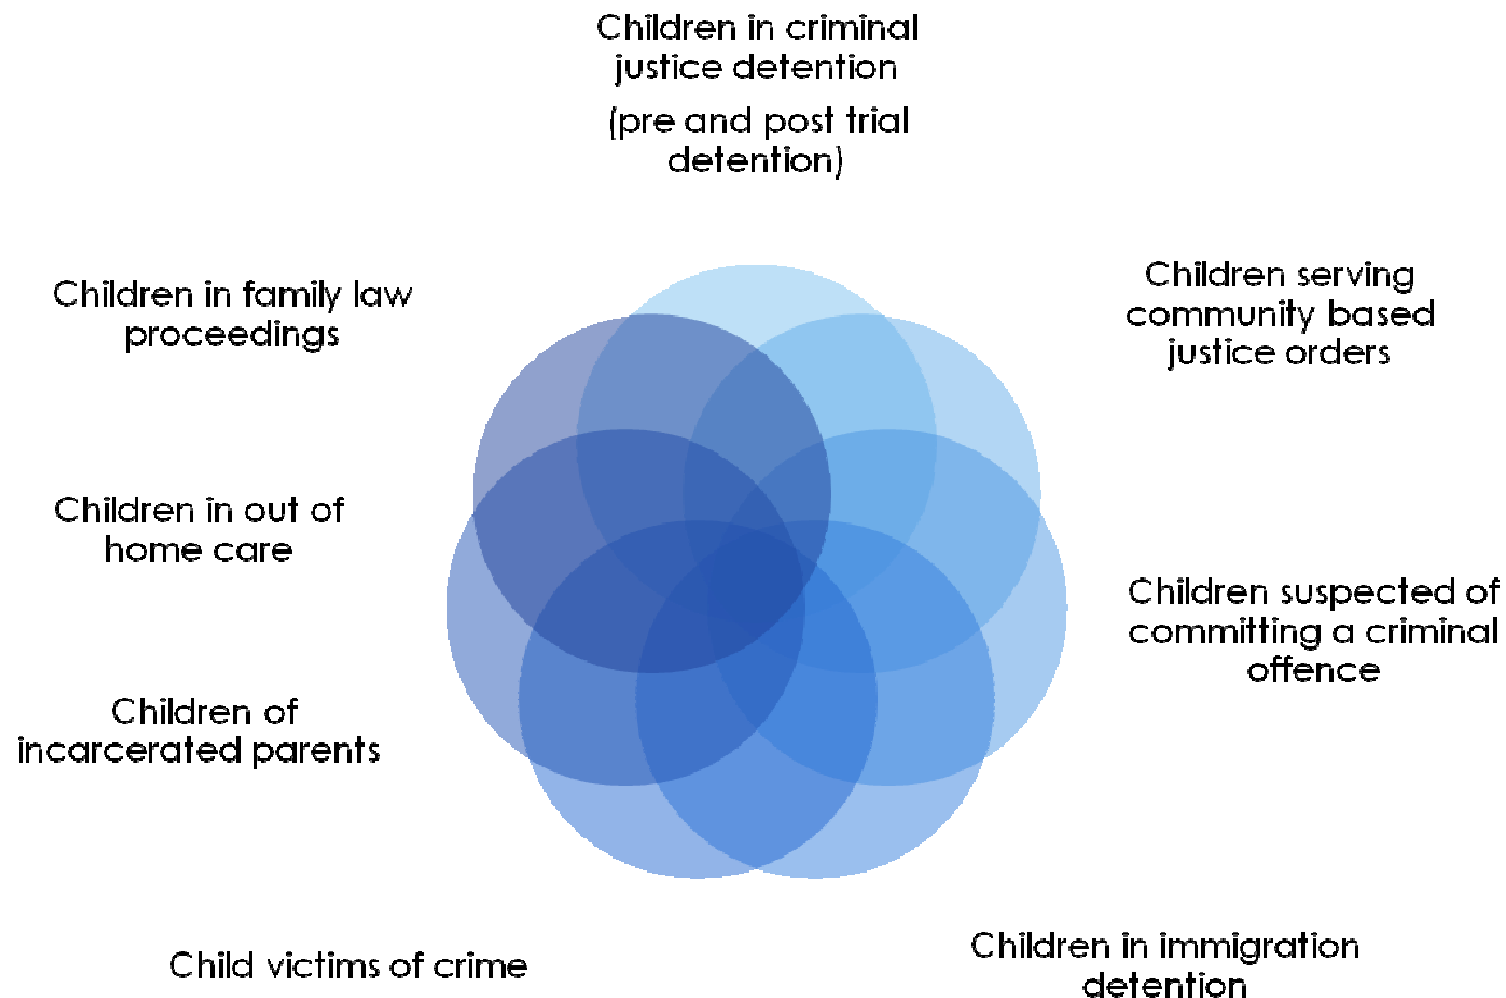 Children in criminal
justice detention
(pre and post trial
detention)
Children serving
community based
justice orders
Children suspected of
committing a criminal
offence
Children in immigration
detention
Child victims of crime
Children of
incarcerated parents
Children in out of
home care
Children in family law
proceedings